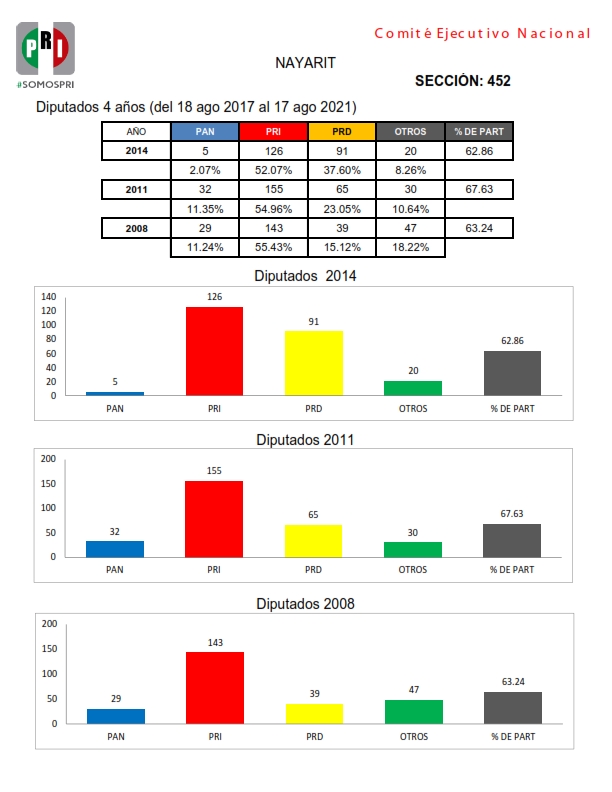 Comité Ejecutivo Nacional
PRI
#SOMOSPRI
NAYARIT
SECCIÓN: 452
Diputados 4 años (del 18 ago 2017 al 17 ago 2021)
AÑO PAN PRI PRD OTROS % DE PART
2014 5 126 91 20 62.86
2.07% 52.07% 37.60% 8.26%
2011 32 155 65 30 67.63
11.35% 54.96% 23.05% 10.64%
2008 29 143 39 47 63.24
11.24% 55.43% 15.12% 18.22%
Diputados 2014
140
120
100
80
60
40
20
0
5 126 91 20 62.86
PAN PRI PRD OTROS % DE PART
Diputados 2011
200
150
100
50
0
32 155 65 30 67.63
PAN PRI PRD OTROS % DE PART
Diputados 2008
200
150
100
50
0
29 143 39 47 63.24
PAN PRI PRD OTROS % DE PART